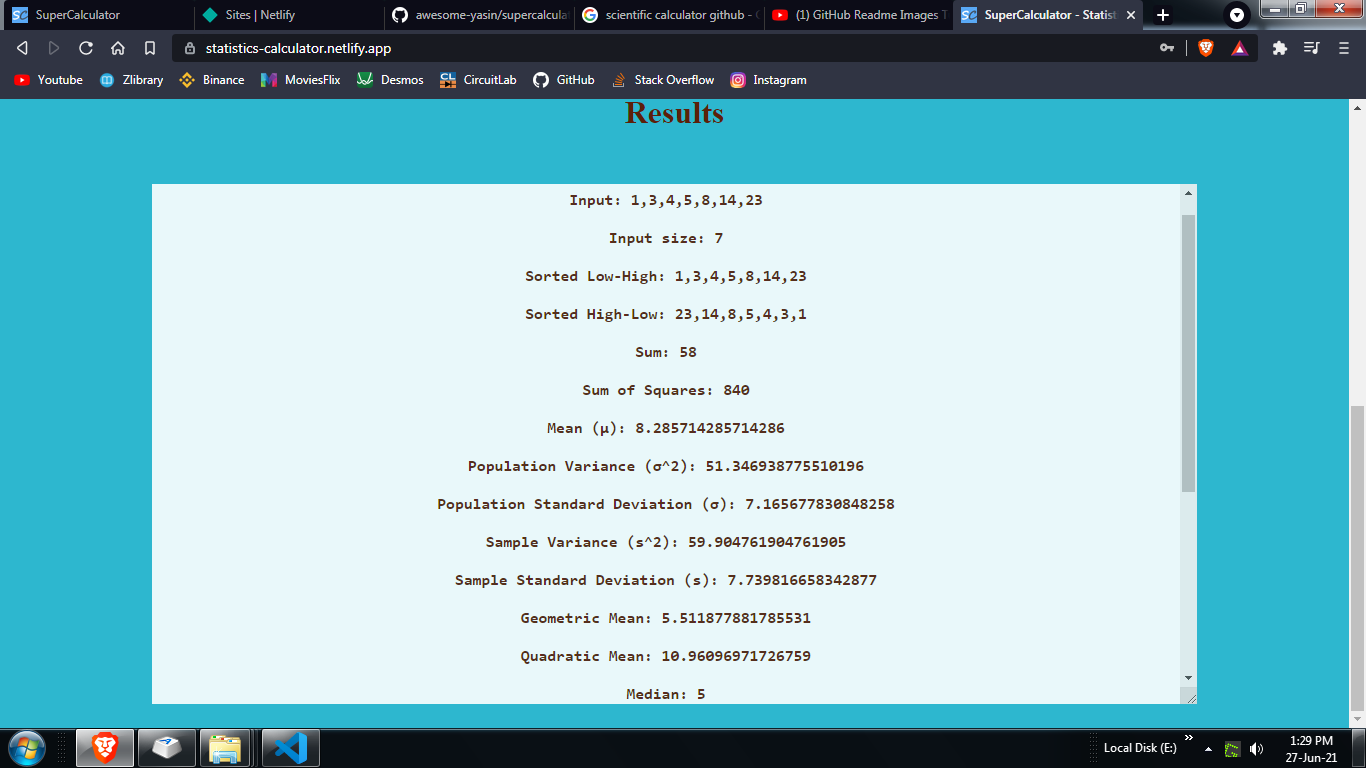 SC SuperCalculator
Sites | Netlify
awesome-yasin/supercalcula
scientific calculator github -
(1) GitHub Readme Images T
SC SuperCalculator - Statist
statistics-calculator.netlify.app
Youtube
Zlibrary
Binance
MoviesFlix
Desmos
CL CircuitLab
GitHub
Stack Overflow
Instagram
Results
Input: 1,3,4,5,8,14,23
Input size: 7
Sorted Low-High: 1,3,4,5,8,14,23
Sorted High-Low: 23,14,8,5,4,3,1
Sum: 58
Sum of Squares: 840
Mean (μ): 8.285714285714286
Population Variance (σ^2): 51.346938775510196
Population Standard Deviation (σ): 7.165677830848258
Sample Variance (s^2): 59.904761904761905
Sample Standard Deviation (s): 7.739816658342877
Geometric Mean: 5.511877881785531
Quadratic Mean: 10.96096971726759
Median: 5
Local Disk (E:)
1:29 PM
27-Jun-21